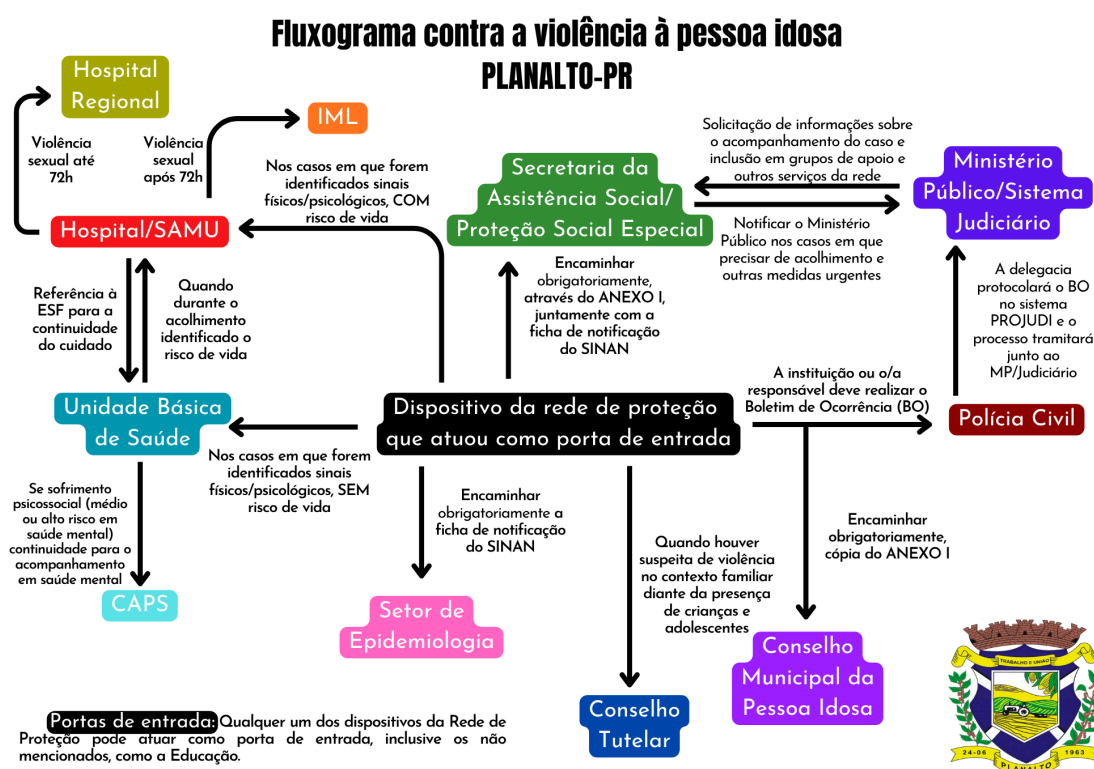 Fluxograma contra a violência à pessoa idosa
PLANALTO-PR
Hospital
Regional
IML
Violência
sexual até
72h
Violência
sexual
após 72h
Nos casos em que forem
identificados sinais
físicos/psicológicos, COM
risco de vida
Secretaria da
Assistência Social/
Proteção Social Especial
Solicitação de informações sobre
o acompanhamento do caso e
inclusão em grupos de apoio e
outros serviços da rede
Ministério
Público/Sistema
Judiciário
Hospital/SAMU
Notificar o Ministério
Público nos casos em que
precisar de acolhimento e
outras medidas urgentes
Referência à
ESF para a
continuidade
do cuidado
Quando
durante o
acolhimento
identificado o
risco de vida
Encaminhar
obrigatoriamente,
através do ANEXO I,
juntamente com a
ficha de notificação
do SINAN
A delegacia
protocolará o BO
no sistema
PROJUDI e o
processo tramitará
junto ao
MP/Judiciário
A instituição ou o/a
responsável deve realizar o
Boletim de Ocorrência (BO)
Unidade Básica
de Saúde
Dispositivo da rede de proteção
que atuou como porta de entrada
Polícia Civil
Nos casos em que forem
identificados sinais
físicos/psicológicos, SEM
risco de vida
Se sofrimento
psicossocial (médio
ou alto risco em
saúde mental)
continuidade para o
acompanhamento
em saúde mental
Encaminhar
obrigatoriamente a
ficha de notificação
do SINAN
Quando houver
suspeita de violência
no contexto familiar
diante da presença
de crianças e
adolescentes
Encaminhar
obrigatoriamente,
cópia do ANEXO I
CAPS
Setor de
Epidemiologia
Conselho
Municipal da
Pessoa Idosa
Conselho
Tutelar
Portas de entrada: Qualquer um dos dispositivos da Rede de
Proteção pode atuar como porta de entrada, inclusive os não
mencionados, como a Educação.
TRABALHO E UNIÃO
24-06
PLANALTO
1963